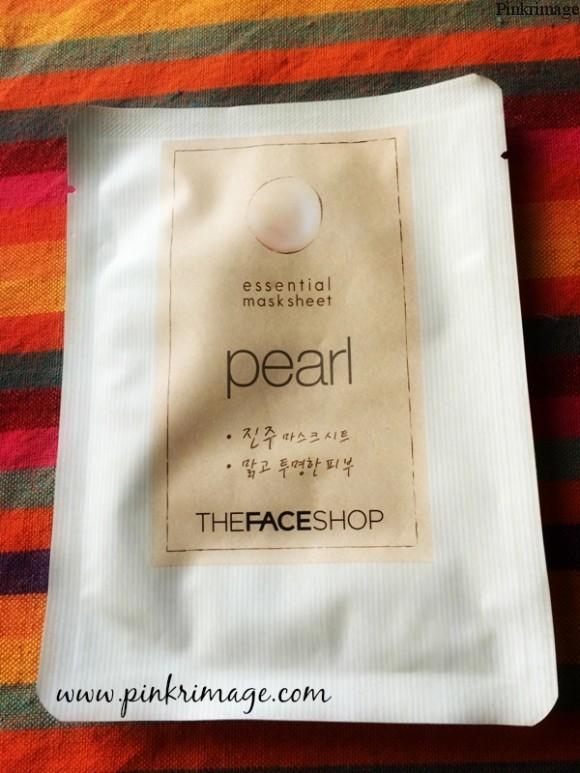 Pinkrimage
essential
masksheet
pearl
• 진주 마스크 시트
• 맑고 투명한 피부
THEFACESHOP
www.pinkrimage.com